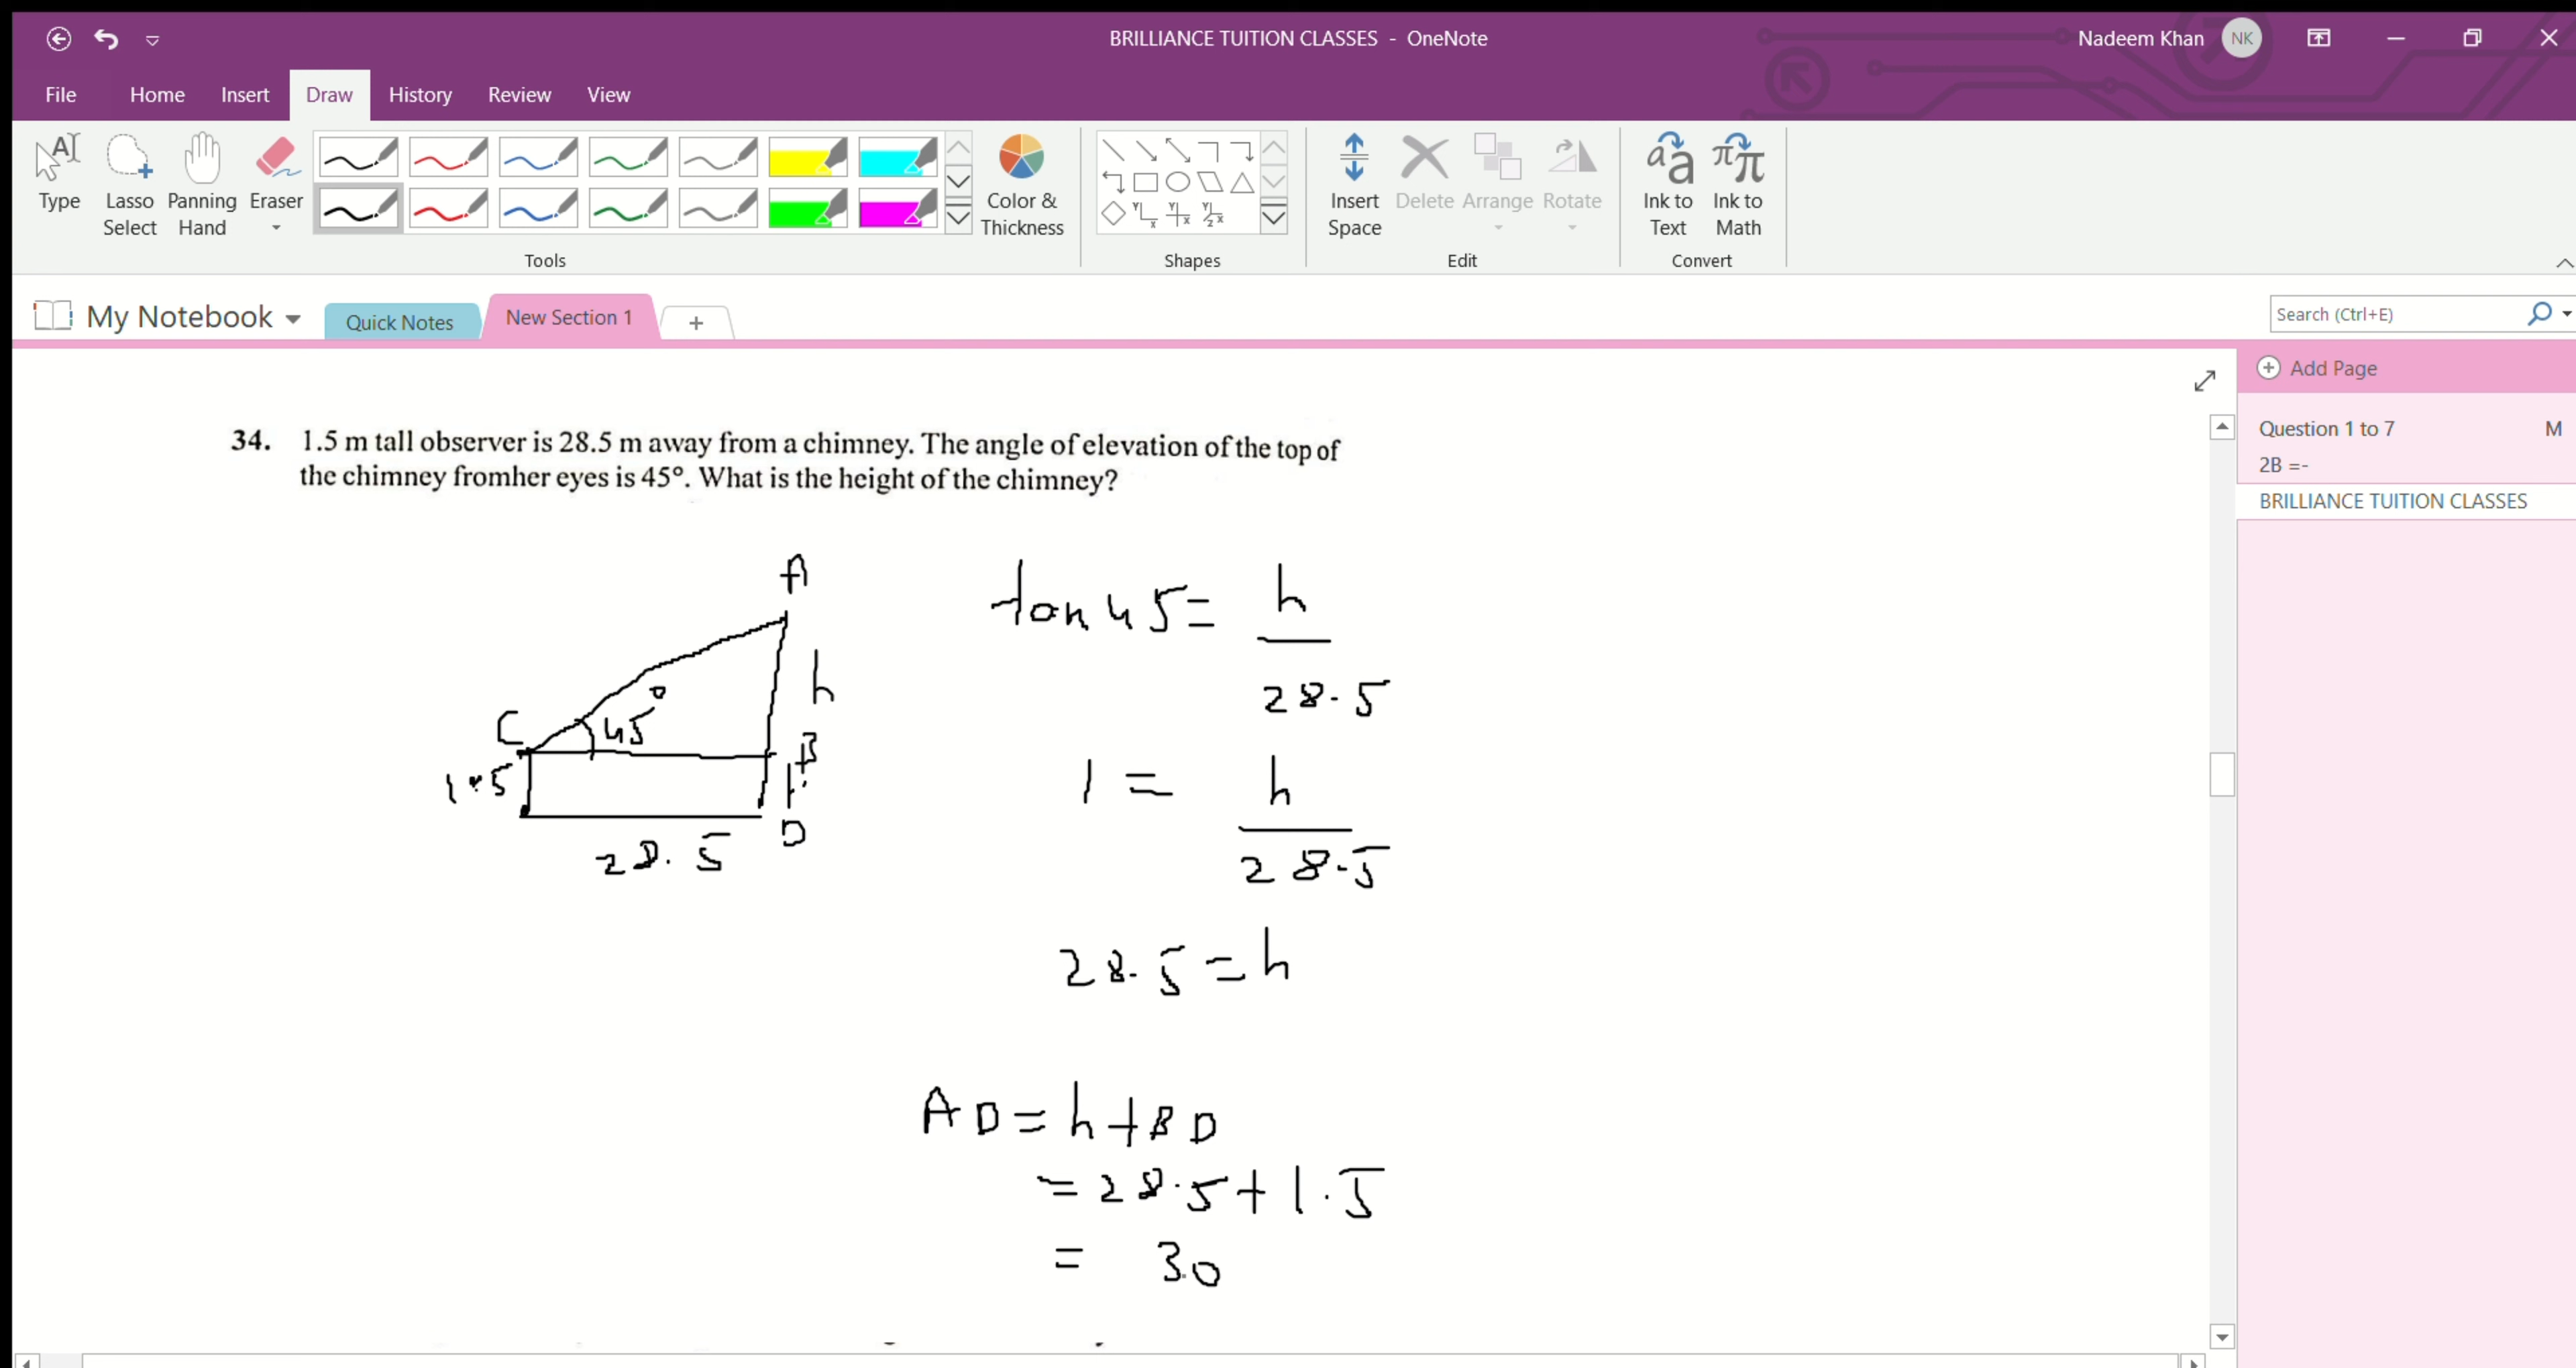 BRILLIANCE TUITION CLASSES - OneNote
Nadeem Khan NK
File Home Insert Draw History Review View
Type Lasso Select Panning Hand Eraser Color & Thickness Insert Space Delete Arrange Rotate Ink to Text Ink to Math
Tools Shapes Edit Convert
My Notebook Quick Notes New Section 1 +
Search (Ctrl+E)
Add Page
Question 1 to 7 M
2B =-
BRILLIANCE TUITION CLASSES
34. 1.5 m tall observer is 28.5 m away from a chimney. The angle of elevation of the top of
the chimney fromher eyes is 45°. What is the height of the chimney?
A
h
C 45° B
1.5
D
28.5
tan 45 = h
28.5
1 = h
28.5
28.5 = h
AD = h + BD
= 28.5 + 1.5
= 30